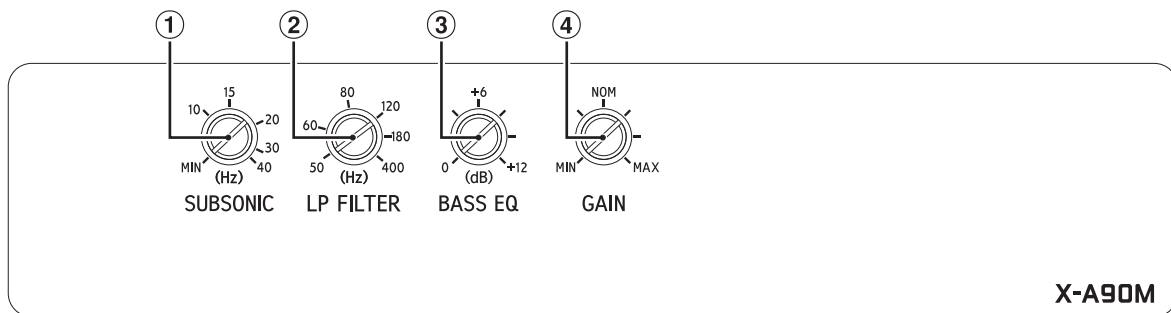 ① ② ③ ④
MIN 10 15 20 30 40
(Hz)
SUBSONIC
50 60 80 120 180 400
(Hz)
LP FILTER
0 +6 +12
(dB)
BASS EQ
MIN NOM MAX
GAIN
X-A90M